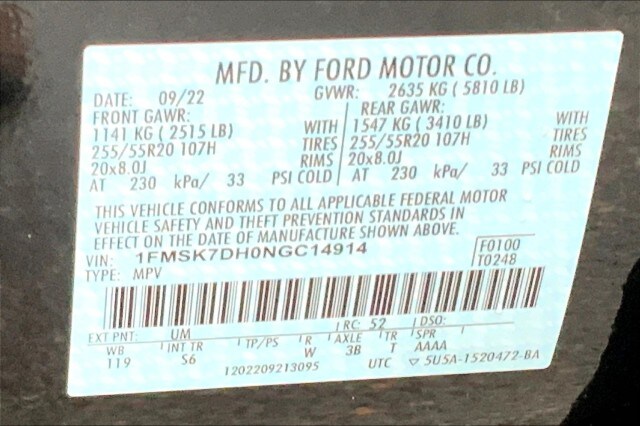 MFD. BY FORD MOTOR CO.
DATE: 09/22 GVWR: 2635 KG ( 5810 LB)
FRONT GAWR: REAR GAWR:
1141 KG ( 2515 LB) WITH 1547 KG ( 3410 LB) WITH
255/55R20 107H TIRES 255/55R20 107H TIRES
20x8.0J RIMS 20x8.0J RIMS
AT 230 kPa/ 33 PSI COLD AT 230 kPa/ 33 PSI COLD
THIS VEHICLE CONFORMS TO ALL APPLICABLE FEDERAL MOTOR
VEHICLE SAFETY AND THEFT PREVENTION STANDARDS IN
EFFECT ON THE DATE OF MANUFACTURE SHOWN ABOVE.
VIN: 1FMSK7DH0NGC14914 F0100
TYPE: MPV T0248
EXT PNT: UM RC: 52 DSO:
WB INT TR TP/PS R AXLE TR SPR
119 S6 W 3B T AAAA
1202209213095 UTC ▽ 5U5A-1520472-BA